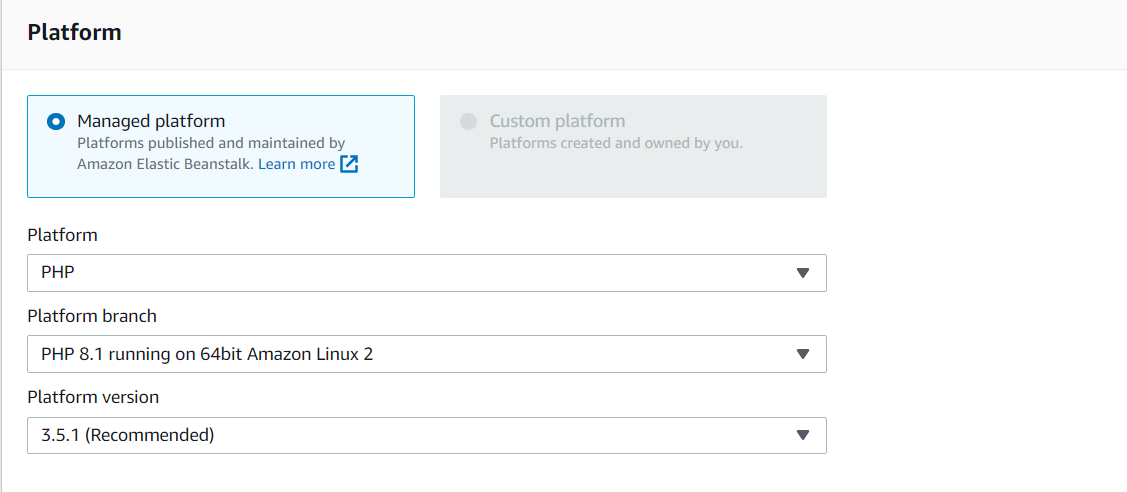 Platform
Managed platform
Platforms published and maintained by
Amazon Elastic Beanstalk. Learn more
Custom platform
Platforms created and owned by you.
Platform
PHP
Platform branch
PHP 8.1 running on 64bit Amazon Linux 2
Platform version
3.5.1 (Recommended)